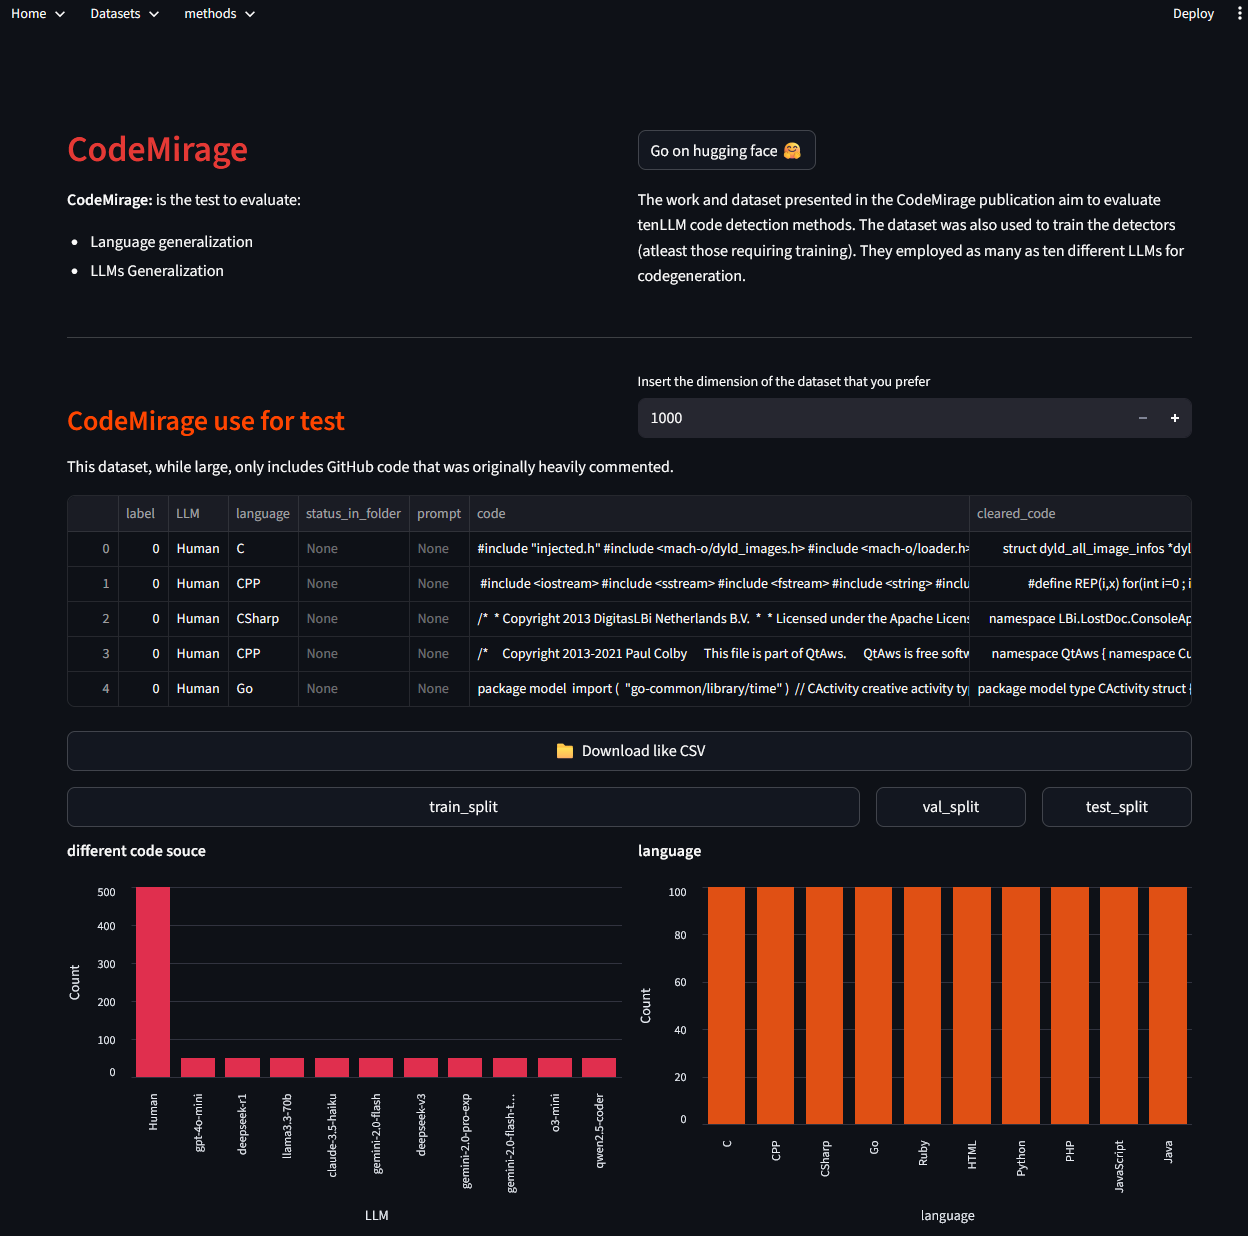 Home Datasets methods Deploy
CodeMirage
Go on hugging face 🤗
CodeMirage: is the test to evaluate:
• Language generalization
• LLMs Generalization
The work and dataset presented in the CodeMirage publication aim to evaluate
tenLLM code detection methods. The dataset was also used to train the detectors
(atleast those requiring training). They employed as many as ten different LLMs for
codegeneration.
Insert the dimension of the dataset that you prefer
1000 − +
CodeMirage use for test
This dataset, while large, only includes GitHub code that was originally heavily commented.
label LLM language status_in_folder prompt code cleared_code
0 0 Human C None None #include "injected.h" #include <mach-o/dyld_images.h> #include <mach-o/loader.h> struct dyld_all_image_infos *dyl
1 0 Human CPP None None #include <iostream> #include <sstream> #include <fstream> #include <string> #inclu #define REP(i,x) for(int i=0 ; i
2 0 Human CSharp None None /* * Copyright 2013 DigitasLBi Netherlands B.V. * * Licensed under the Apache Licens namespace LBi.LostDoc.ConsoleAp
3 0 Human CPP None None /* Copyright 2013-2021 Paul Colby This file is part of QtAws. QtAws is free softw namespace QtAws { namespace Cu
4 0 Human Go None None package model import ( "go-common/library/time" ) // CActivity creative activity typ package model type CActivity struct {
📁 Download like CSV
train_split val_split test_split
different code souce
500
400
300
200
100
0
Count
Human
gpt-4o-mini
deepseek-r1
llama3.3-70b
claude-3.5-haiku
gemini-2.0-flash
deepseek-v3
gemini-2.0-pro-exp
gemini-2.0-flash-t…
o3-mini
qwen2.5-coder
LLM
language
100
80
60
40
20
0
Count
C
CPP
CSharp
Go
Ruby
HTML
Python
PHP
JavaScript
Java
language